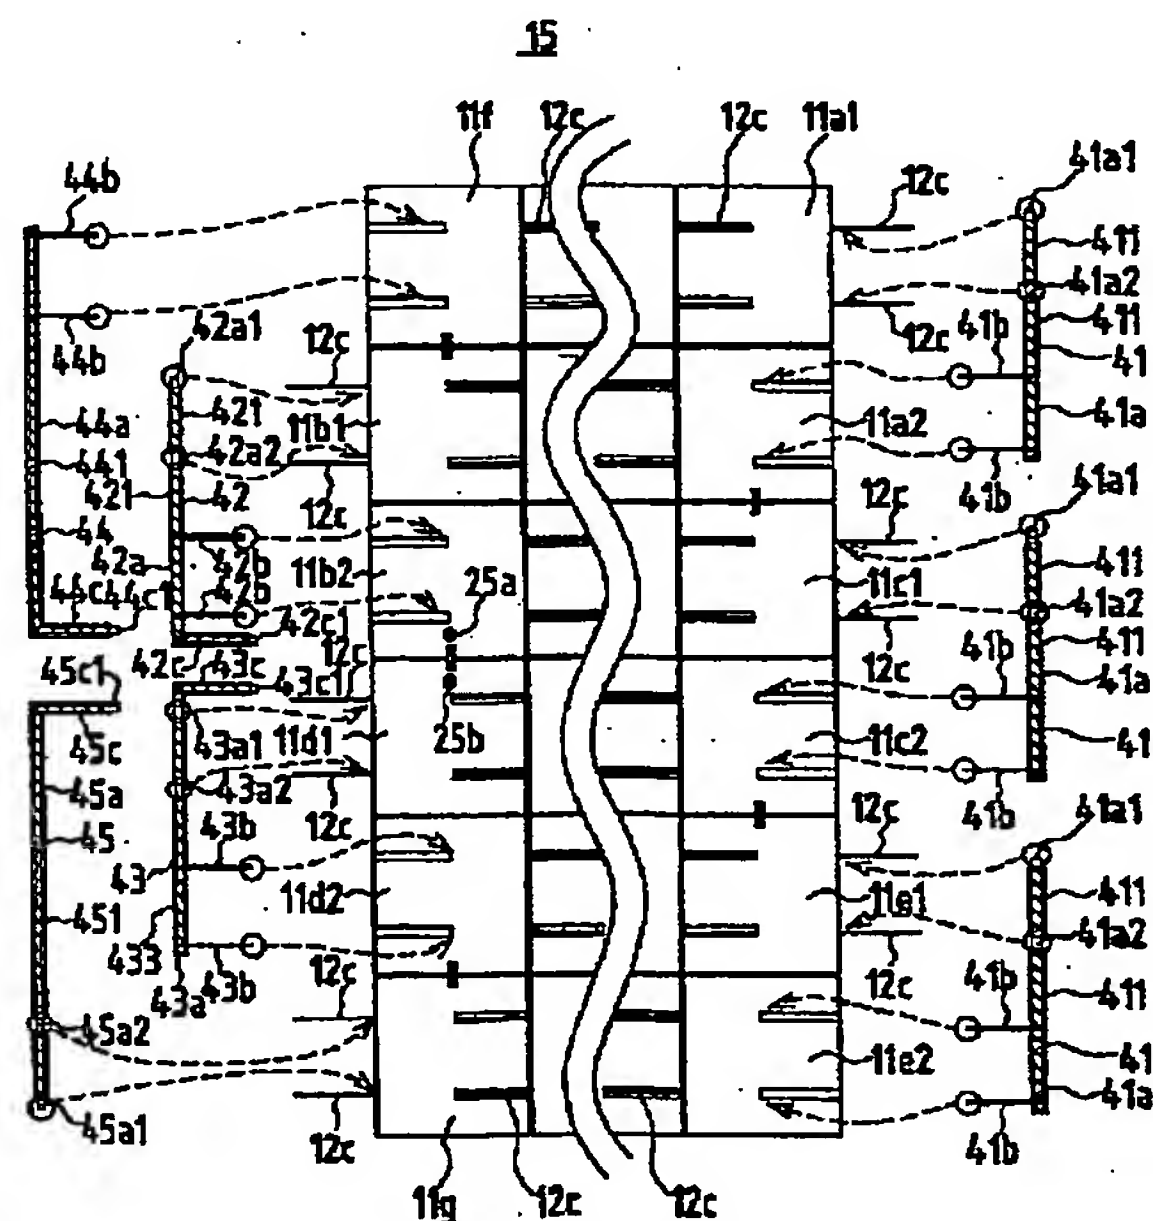 15
11f 12c 12c 11a1
44b 12c 41a1
411
44b 42a1 12c 41a2
12c 41b 411
41
44a 421 11b1 11a2 41a
441 42a2
421 42 12c 41b
44 12c 41a1
42a 42b 11b2 25a 11c1 411
44c 44c1 42b 41a2
42c1 12c 411
42c 43c 12c 41b
45c1 43c1 41a
45c 43a1 11d1 25b 11c2 41
45a 43a2
45 43b 12c 12c 41b 41a1
43 11d2 11e1 411
451 41a2
433 43b 12c 12c 41b
43a 411
45a2 11e2 41
41a
45a1 12c 41b
11g 12c 12c